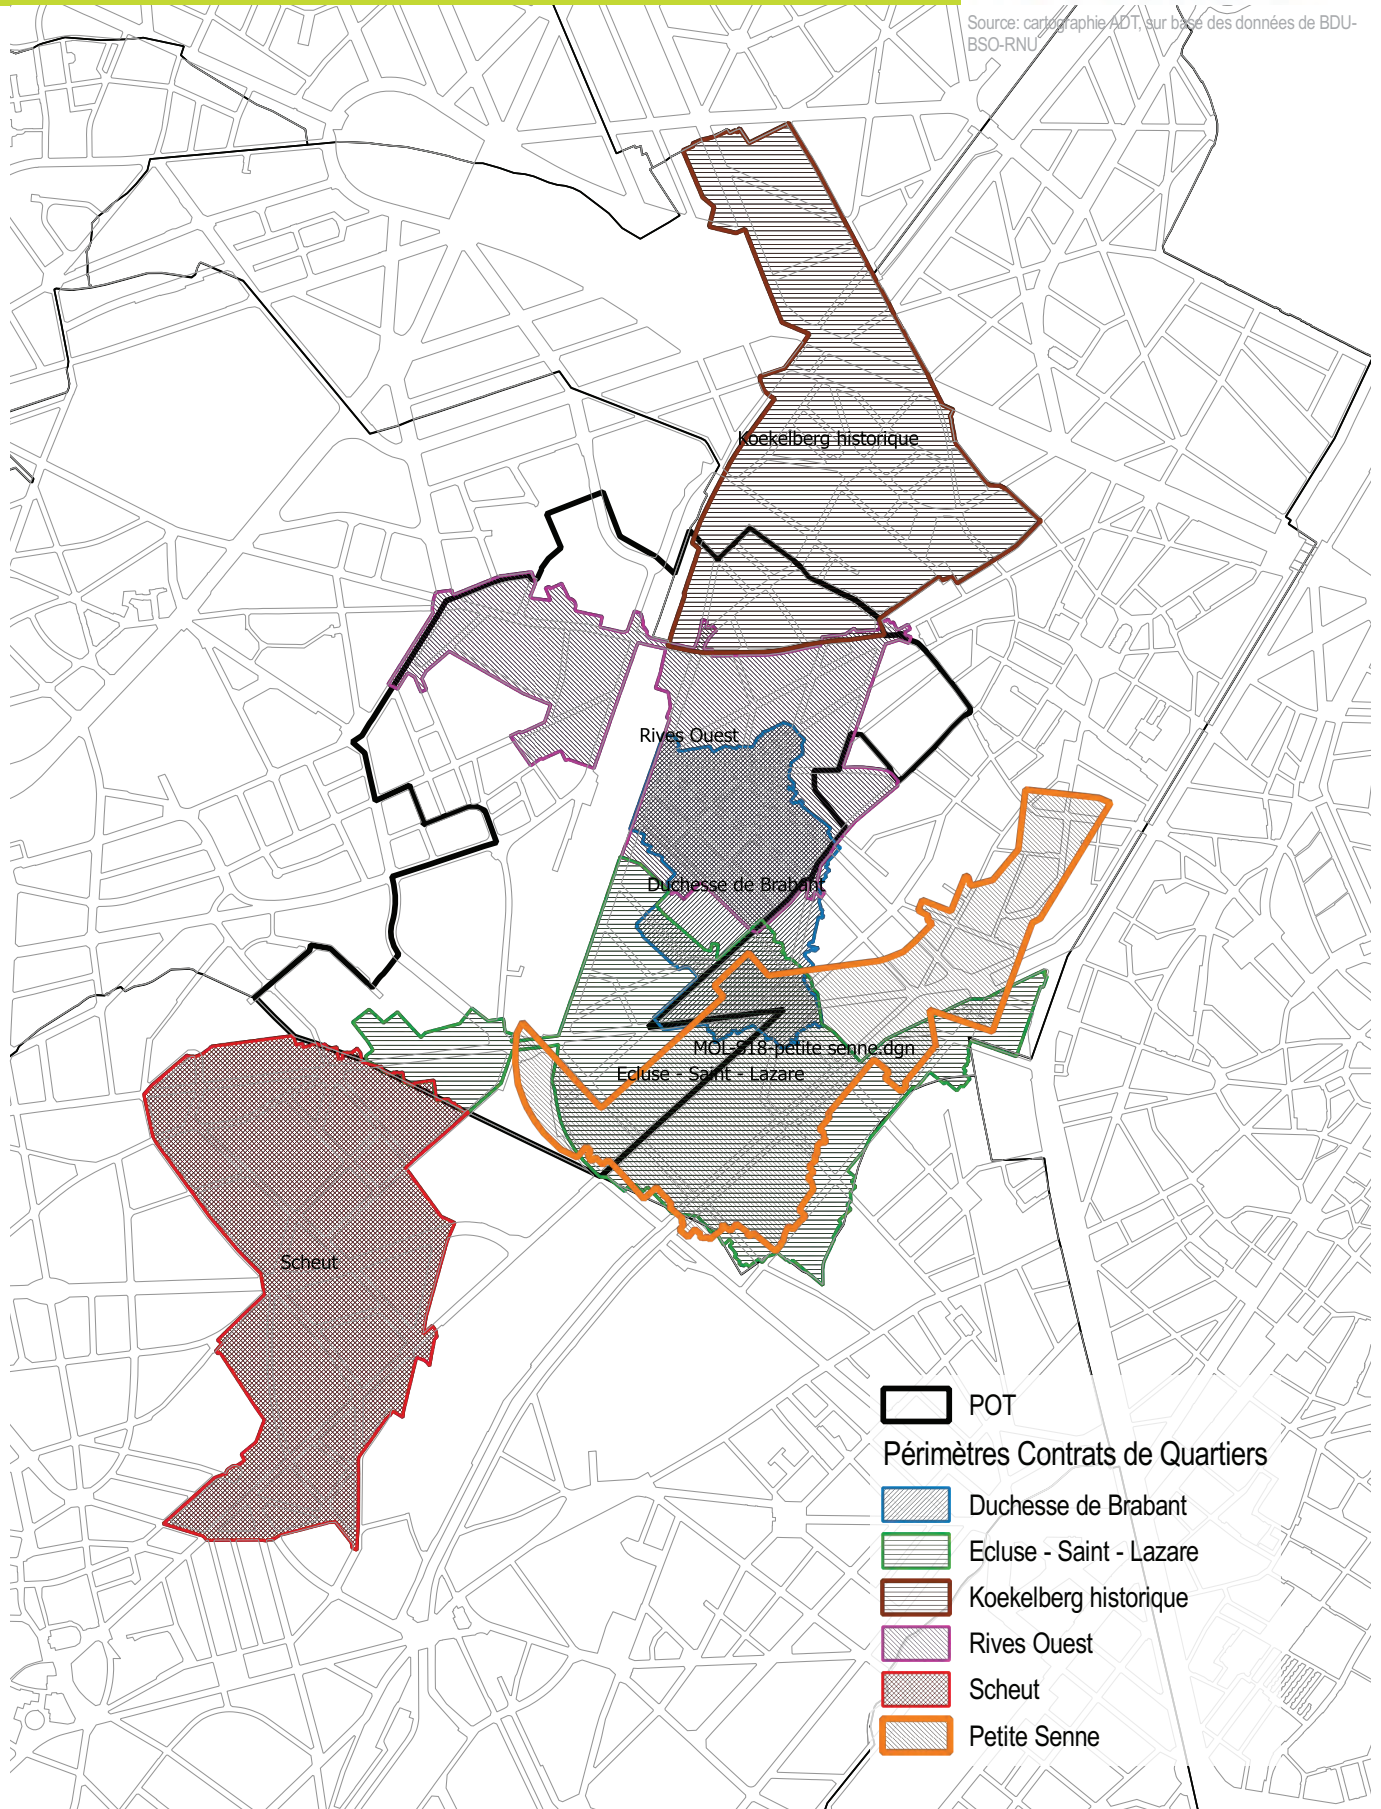 Source: cartographie ADT, sur base des données de BDU-
BSO-RNU
Koekelberg historique
Rives Ouest
Duchesse de Brabant
MOL-S18-petite senne.dgn
Ecluse - Saint - Lazare
Scheut
POT
Périmètres Contrats de Quartiers
Duchesse de Brabant
Ecluse - Saint - Lazare
Koekelberg historique
Rives Ouest
Scheut
Petite Senne